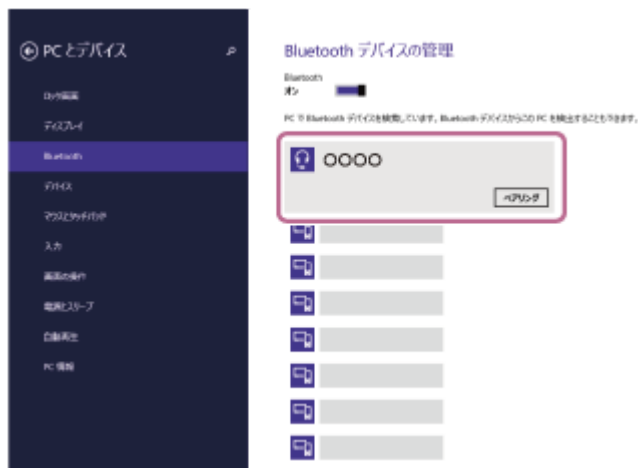 PC とデバイス
ロック画面
ディスプレイ
Bluetooth
デバイス
マウスとタッチパッド
入力
画面の操作
電源とスリープ
自動再生
PC 情報
Bluetooth デバイスの管理
Bluetooth
オン
PC で Bluetooth デバイスを検索しています。Bluetooth デバイスからこの PC を検出することもできます。
○○○○
ペアリング